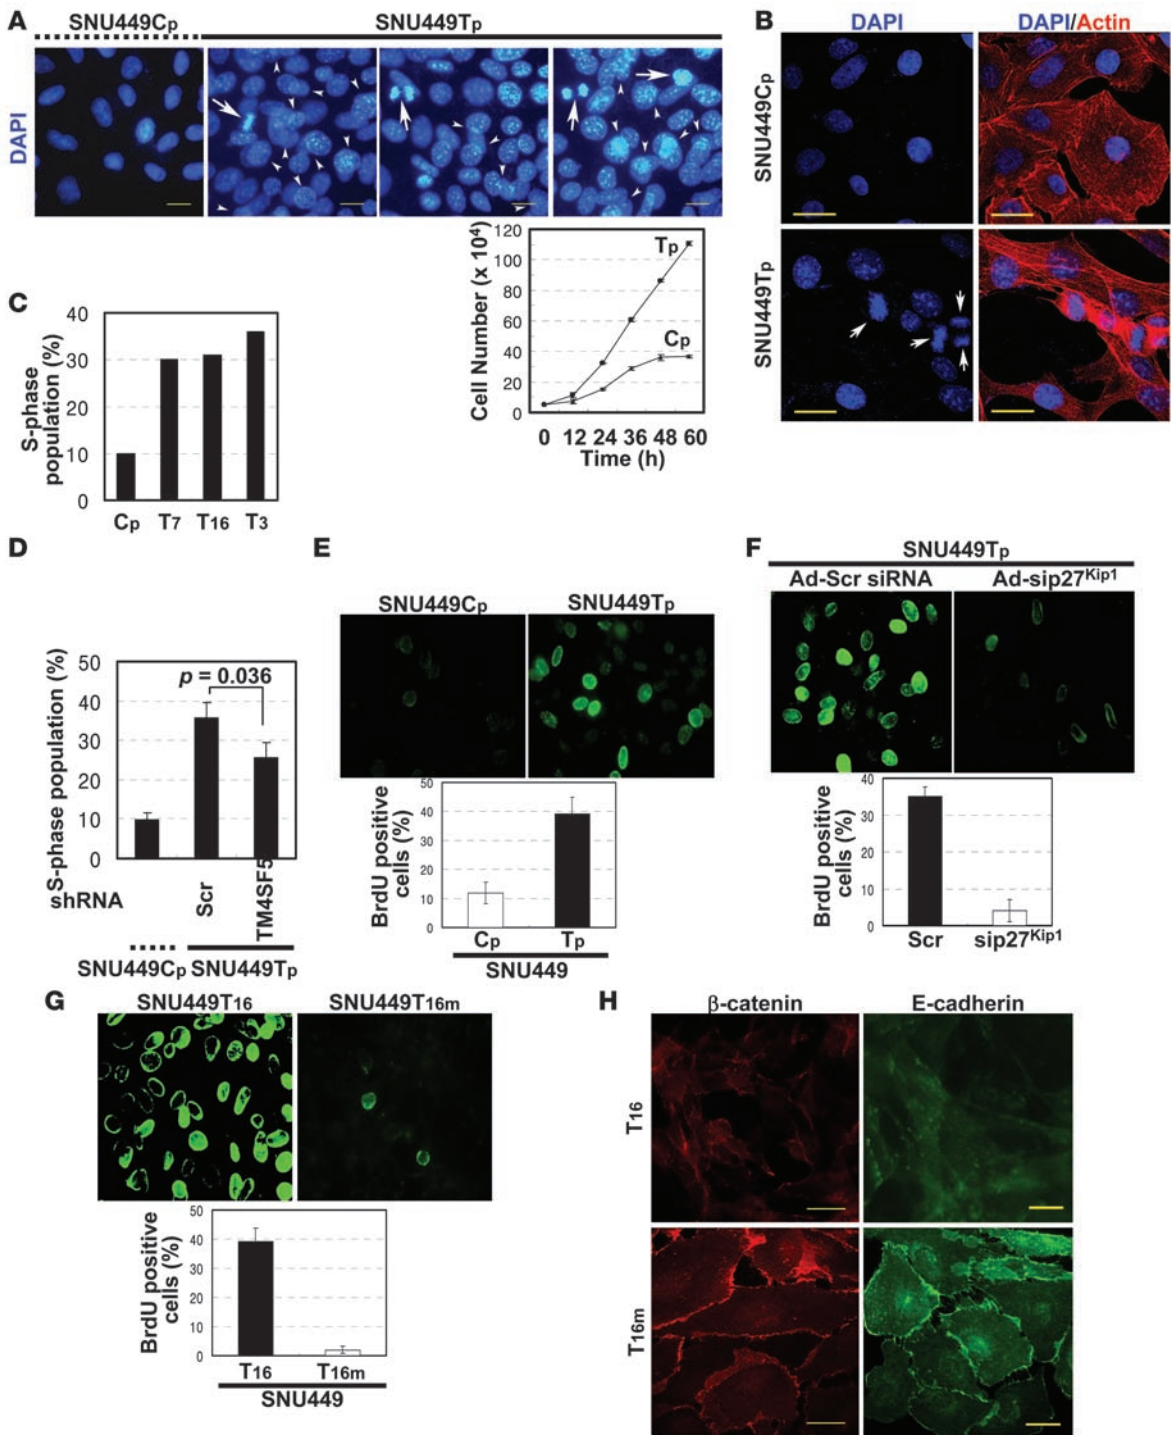 A
SNU449Cp
SNU449Tp
DAPI
Cell Number (x 10⁴)
120
100
80
60
40
20
0
Tp
Cp
0 12 24 36 48 60
Time (h)
B
DAPI
DAPI/Actin
SNU449Cp
SNU449Tp
C
S-phase
population (%)
40
30
20
10
0
Cp T7 T16 T3
D
S-phase population (%)
50
40
30
20
10
0
p = 0.036
shRNA
Scr
TM4SF5
SNU449Cp SNU449Tp
E
SNU449Cp
SNU449Tp
BrdU positive
cells (%)
50
40
30
20
10
0
Cp Tp
SNU449
F
SNU449Tp
Ad-Scr siRNA
Ad-sip27Kip1
BrdU positive
cells (%)
40
30
20
10
0
Scr sip27Kip1
G
SNU449T16
SNU449T16m
BrdU positive
cells (%)
50
40
30
20
10
0
T16 T16m
SNU449
H
β-catenin
E-cadherin
T16
T16m